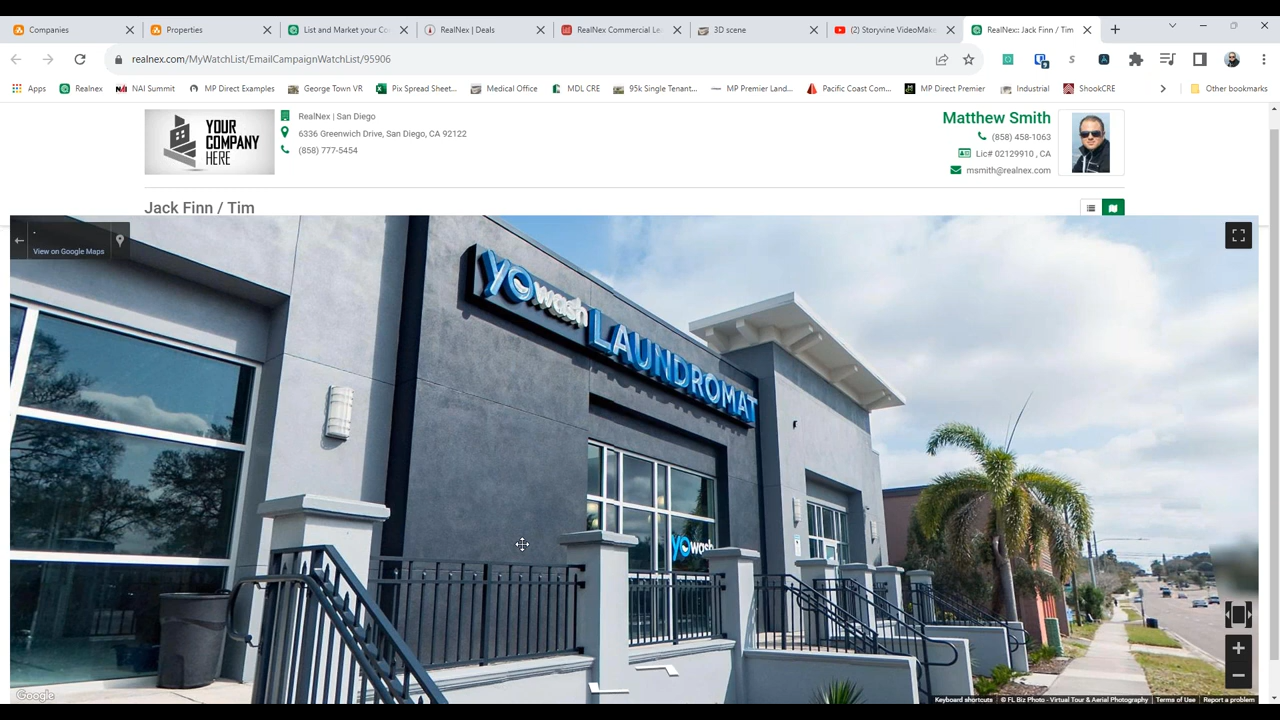 Companies
Properties
List and Market your Co
RealNex | Deals
RealNex Commercial Le
3D scene
(2) Storyvine VideoMake
RealNex:: Jack Finn / Tim
realnex.com/MyWatchList/EmailCampaignWatchList/95906
Apps
Realnex
NAI Summit
MP Direct Examples
George Town VR
Pix Spread Sheet...
Medical Office
MDL CRE
95k Single Tenant...
MP Premier Land...
Pacific Coast Com...
MP Direct Premier
Industrial
ShookCRE
Other bookmarks
YOUR
COMPANY
HERE
RealNex | San Diego
6336 Greenwich Drive, San Diego, CA 92122
(858) 777-5454
Matthew Smith
(858) 458-1063
Lic# 02129910 , CA
msmith@realnex.com
Jack Finn / Tim
View on Google Maps
yowash
LAUNDROMAT
yowash
Google
Keyboard shortcuts
© FL Biz Photo - Virtual Tour & Aerial Photography
Terms of Use
Report a problem